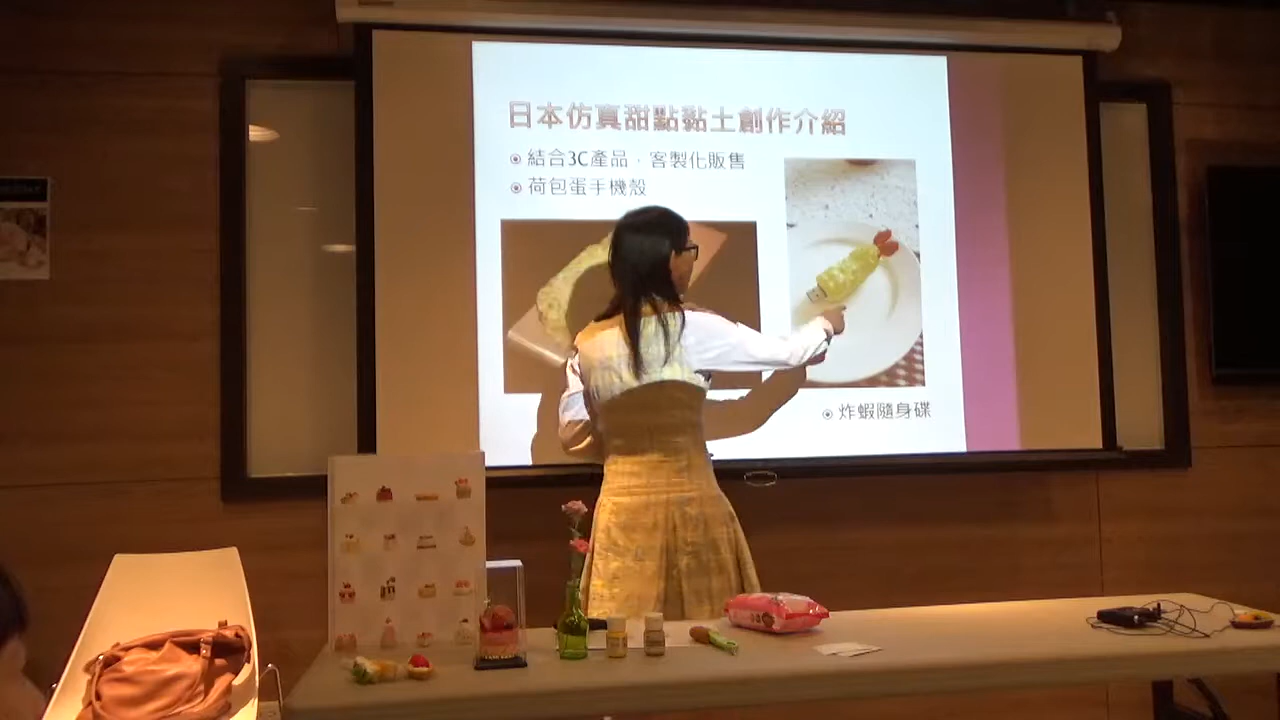 日本仿真甜點黏土創作介紹
結合3C產品，客製化販售
荷包蛋手機殼
炸蝦隨身碟